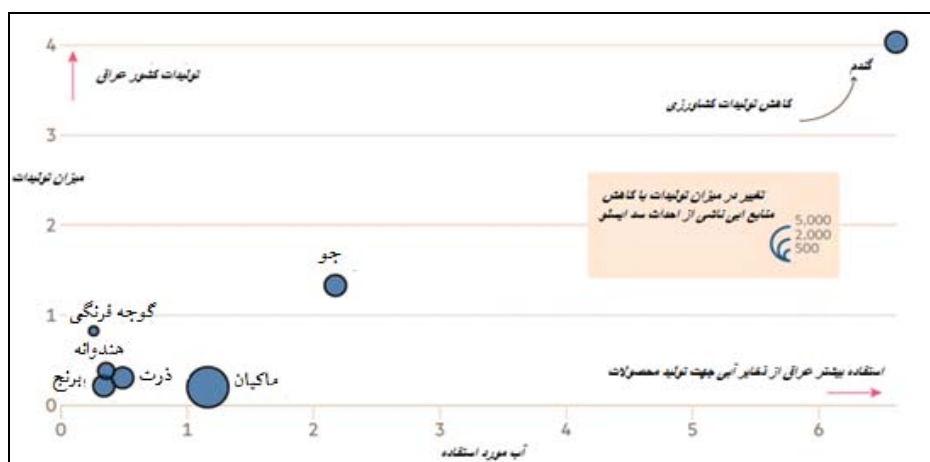 4
تولیدات کشور عراق
گندم
کاهش تولیدات کشاورزی
3
میزان تولیدات
تغییر در میزان تولیدات با کاهش
منابع ابی ناشی از احداث سد ایسلو
5,000
2,000
500
2
جو
1
گوجه فرنگی
هندوانه
برنج
ذرت
ماکیان
استفاده بیشتر عراق از ذخایر آبی جهت تولید محصولات
0
0 1 2 3 4 5 6
آب مورد استفاده